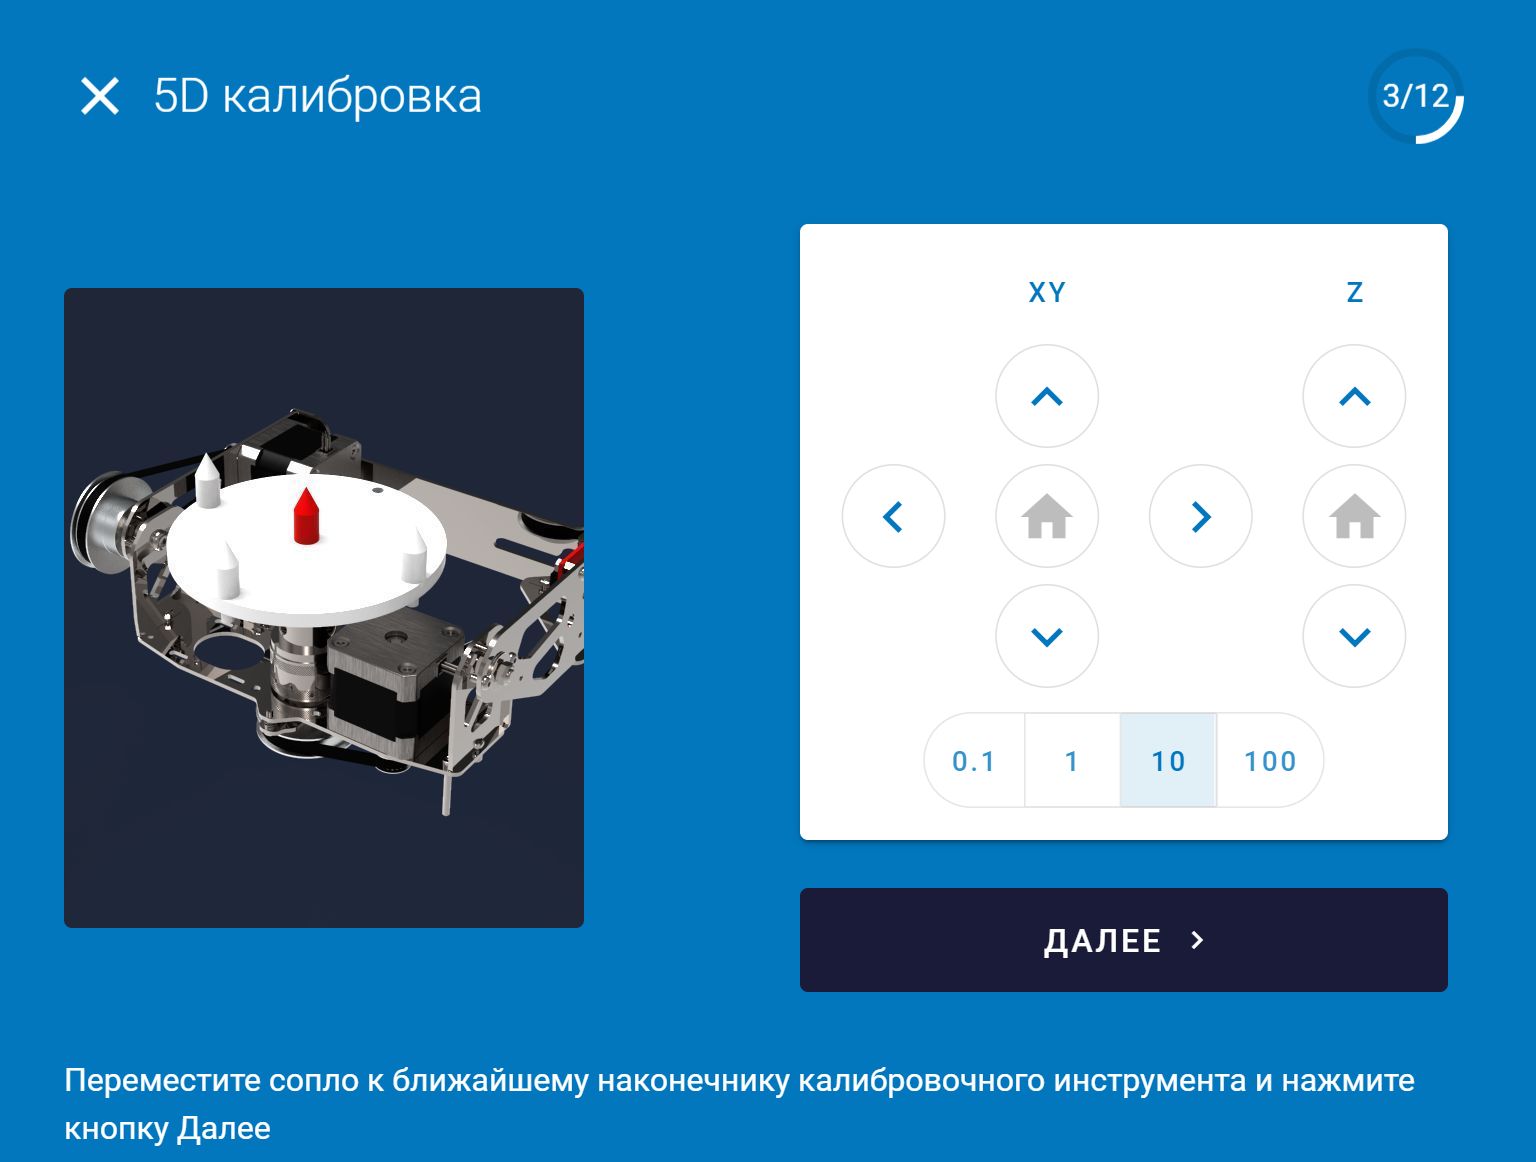 5D калибровка
3/12
XY
Z
0.1
1
10
100
ДАЛЕЕ
Переместите сопло к ближайшему наконечнику калибровочного инструмента и нажмите
кнопку Далее